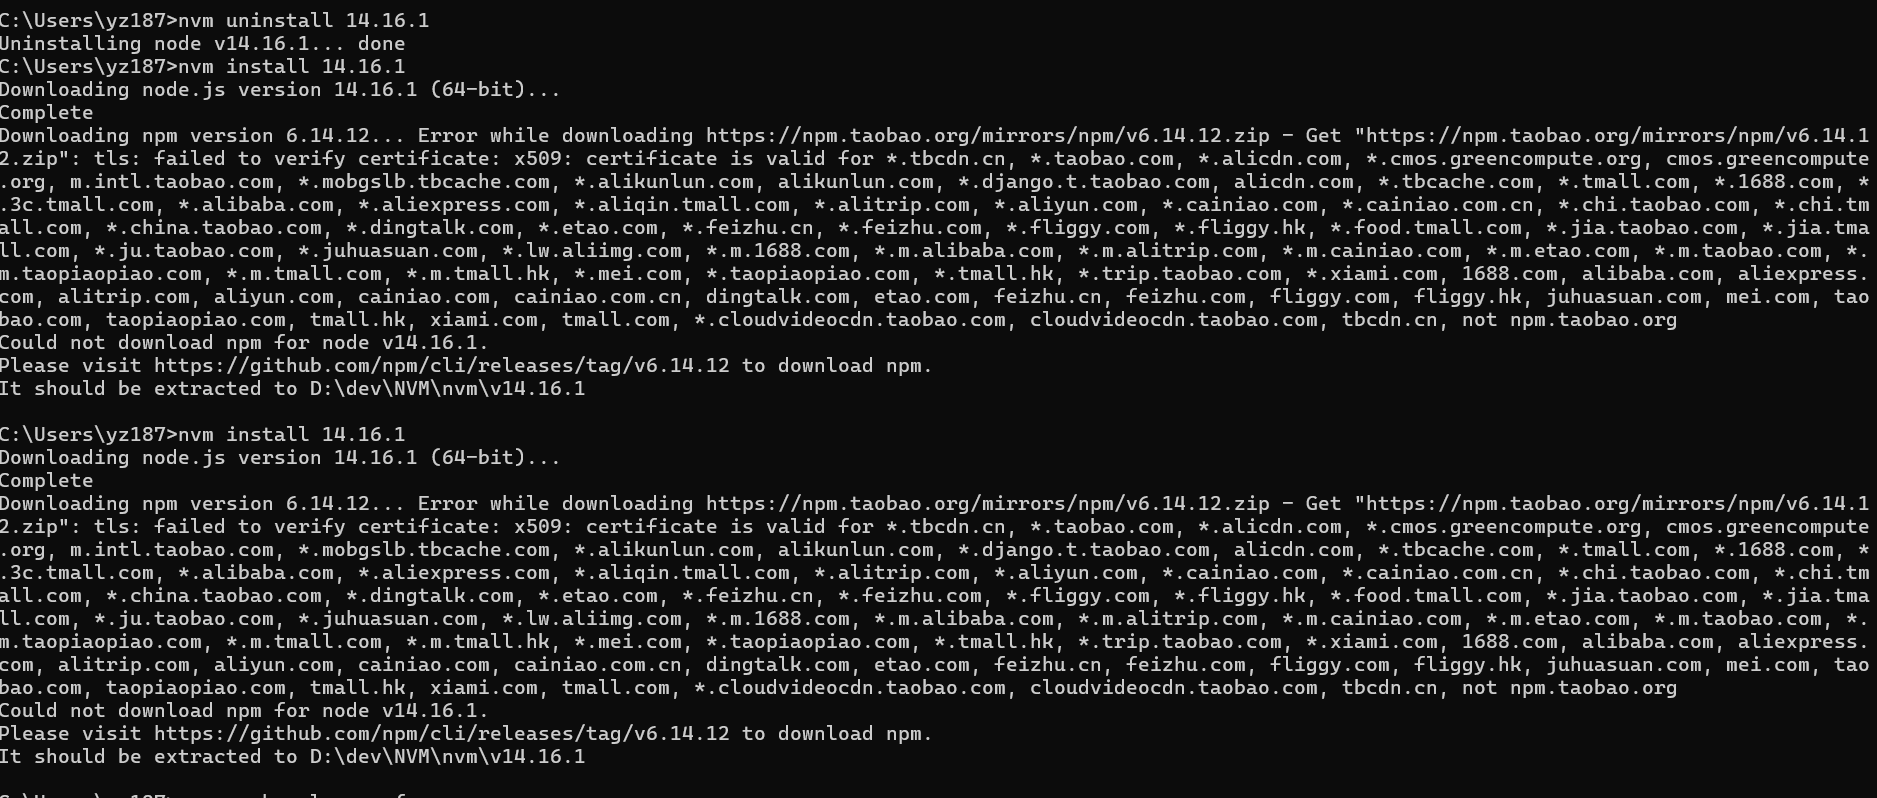 C:\Users\yz187>nvm uninstall 14.16.1
Uninstalling node v14.16.1... done
C:\Users\yz187>nvm install 14.16.1
Downloading node.js version 14.16.1 (64-bit)...
Complete
Downloading npm version 6.14.12... Error while downloading https://npm.taobao.org/mirrors/npm/v6.14.12.zip - Get "https://npm.taobao.org/mirrors/npm/v6.14.1
2.zip": tls: failed to verify certificate: x509: certificate is valid for *.tbcdn.cn, *.taobao.com, *.alicdn.com, *.cmos.greencompute.org, cmos.greencompute
.org, m.intl.taobao.com, *.mobgslb.tbcache.com, *.alikunlun.com, alikunlun.com, *.django.t.taobao.com, alicdn.com, *.tbcache.com, *.tmall.com, *.1688.com, *
.3c.tmall.com, *.alibaba.com, *.aliexpress.com, *.aliqin.tmall.com, *.alitrip.com, *.aliyun.com, *.cainiao.com, *.cainiao.com.cn, *.chi.taobao.com, *.chi.tm
all.com, *.china.taobao.com, *.dingtalk.com, *.etao.com, *.feizhu.cn, *.feizhu.com, *.fliggy.com, *.fliggy.hk, *.food.tmall.com, *.jia.taobao.com, *.jia.tma
ll.com, *.ju.taobao.com, *.juhuasuan.com, *.lw.aliimg.com, *.m.1688.com, *.m.alibaba.com, *.m.alitrip.com, *.m.cainiao.com, *.m.etao.com, *.m.taobao.com, *.
m.taopiaopiao.com, *.m.tmall.com, *.m.tmall.hk, *.mei.com, *.taopiaopiao.com, *.tmall.hk, *.trip.taobao.com, *.xiami.com, 1688.com, alibaba.com, aliexpress.
com, alitrip.com, aliyun.com, cainiao.com, cainiao.com.cn, dingtalk.com, etao.com, feizhu.cn, feizhu.com, fliggy.com, fliggy.hk, juhuasuan.com, mei.com, tao
bao.com, taopiaopiao.com, tmall.hk, xiami.com, tmall.com, *.cloudvideocdn.taobao.com, cloudvideocdn.taobao.com, tbcdn.cn, not npm.taobao.org
Could not download npm for node v14.16.1.
Please visit https://github.com/npm/cli/releases/tag/v6.14.12 to download npm.
It should be extracted to D:\dev\NVM\nvm\v14.16.1
C:\Users\yz187>nvm install 14.16.1
Downloading node.js version 14.16.1 (64-bit)...
Complete
Downloading npm version 6.14.12... Error while downloading https://npm.taobao.org/mirrors/npm/v6.14.12.zip - Get "https://npm.taobao.org/mirrors/npm/v6.14.1
2.zip": tls: failed to verify certificate: x509: certificate is valid for *.tbcdn.cn, *.taobao.com, *.alicdn.com, *.cmos.greencompute.org, cmos.greencompute
.org, m.intl.taobao.com, *.mobgslb.tbcache.com, *.alikunlun.com, alikunlun.com, *.django.t.taobao.com, alicdn.com, *.tbcache.com, *.tmall.com, *.1688.com, *
.3c.tmall.com, *.alibaba.com, *.aliexpress.com, *.aliqin.tmall.com, *.alitrip.com, *.aliyun.com, *.cainiao.com, *.cainiao.com.cn, *.chi.taobao.com, *.chi.tm
all.com, *.china.taobao.com, *.dingtalk.com, *.etao.com, *.feizhu.cn, *.feizhu.com, *.fliggy.com, *.fliggy.hk, *.food.tmall.com, *.jia.taobao.com, *.jia.tma
ll.com, *.ju.taobao.com, *.juhuasuan.com, *.lw.aliimg.com, *.m.1688.com, *.m.alibaba.com, *.m.alitrip.com, *.m.cainiao.com, *.m.etao.com, *.m.taobao.com, *.
m.taopiaopiao.com, *.m.tmall.com, *.m.tmall.hk, *.mei.com, *.taopiaopiao.com, *.tmall.hk, *.trip.taobao.com, *.xiami.com, 1688.com, alibaba.com, aliexpress.
com, alitrip.com, aliyun.com, cainiao.com, cainiao.com.cn, dingtalk.com, etao.com, feizhu.cn, feizhu.com, fliggy.com, fliggy.hk, juhuasuan.com, mei.com, tao
bao.com, taopiaopiao.com, tmall.hk, xiami.com, tmall.com, *.cloudvideocdn.taobao.com, cloudvideocdn.taobao.com, tbcdn.cn, not npm.taobao.org
Could not download npm for node v14.16.1.
Please visit https://github.com/npm/cli/releases/tag/v6.14.12 to download npm.
It should be extracted to D:\dev\NVM\nvm\v14.16.1